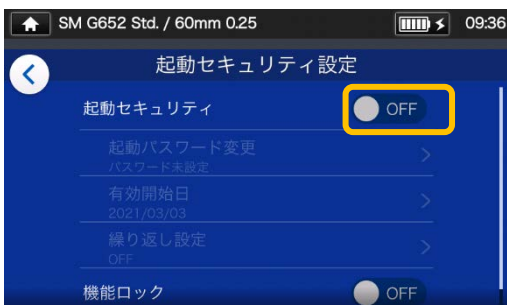 SM G652 Std. / 60mm 0.25 09:36
起動セキュリティ設定
起動セキュリティ OFF
起動パスワード変更
パスワード未設定
有効開始日
2021/03/03
繰り返し設定
OFF
機能ロック OFF